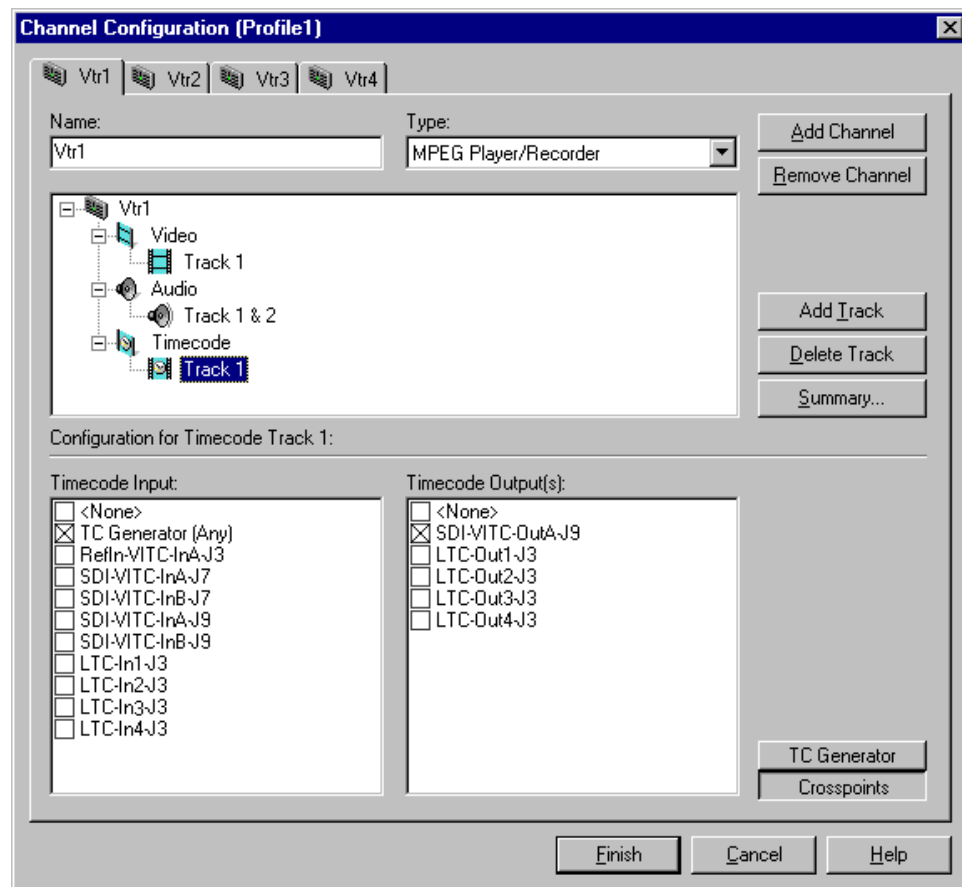 Channel Configuration (Profile1)
Vtr1 Vtr2 Vtr3 Vtr4
Name:
Type:
Vtr1
MPEG Player/Recorder
Add Channel
Remove Channel
Vtr1
Video
Track 1
Audio
Track 1 & 2
Timecode
Track 1
Add Track
Delete Track
Summary...
Configuration for Timecode Track 1:
Timecode Input:
<None>
TC Generator (Any)
RefIn-VITC-InA-J3
SDI-VITC-InA-J7
SDI-VITC-InB-J7
SDI-VITC-InA-J9
SDI-VITC-InB-J9
LTC-In1-J3
LTC-In2-J3
LTC-In3-J3
LTC-In4-J3
Timecode Output(s):
<None>
SDI-VITC-OutA-J9
LTC-Out1-J3
LTC-Out2-J3
LTC-Out3-J3
LTC-Out4-J3
TC Generator
Crosspoints
Finish
Cancel
Help